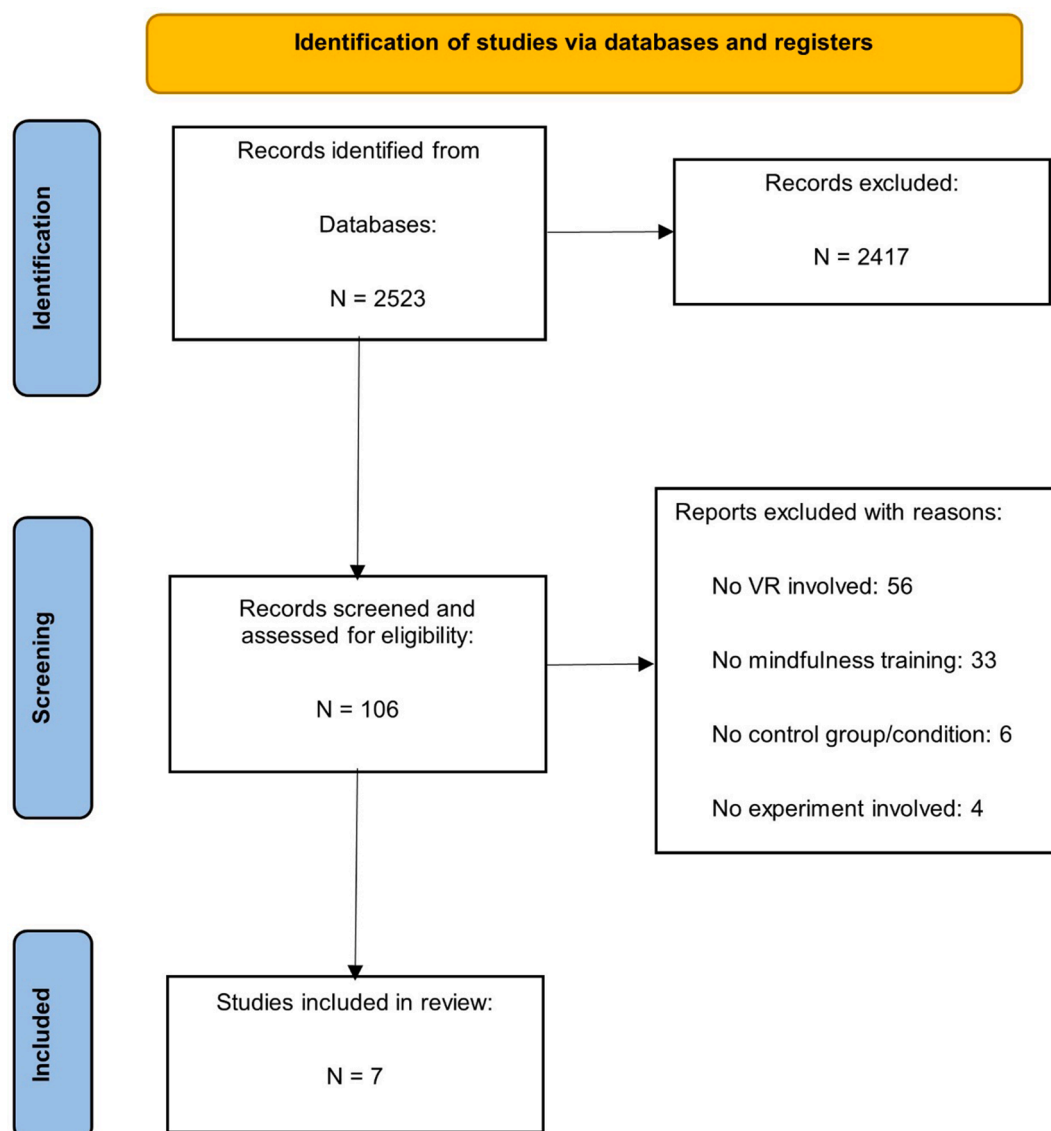 Identification of studies via databases and registers
Identification
Records identified from
Databases:
N = 2523
Records excluded:
N = 2417
Screening
Records screened and
assessed for eligibility:
N = 106
Reports excluded with reasons:
No VR involved: 56
No mindfulness training: 33
No control group/condition: 6
No experiment involved: 4
Included
Studies included in review:
N = 7